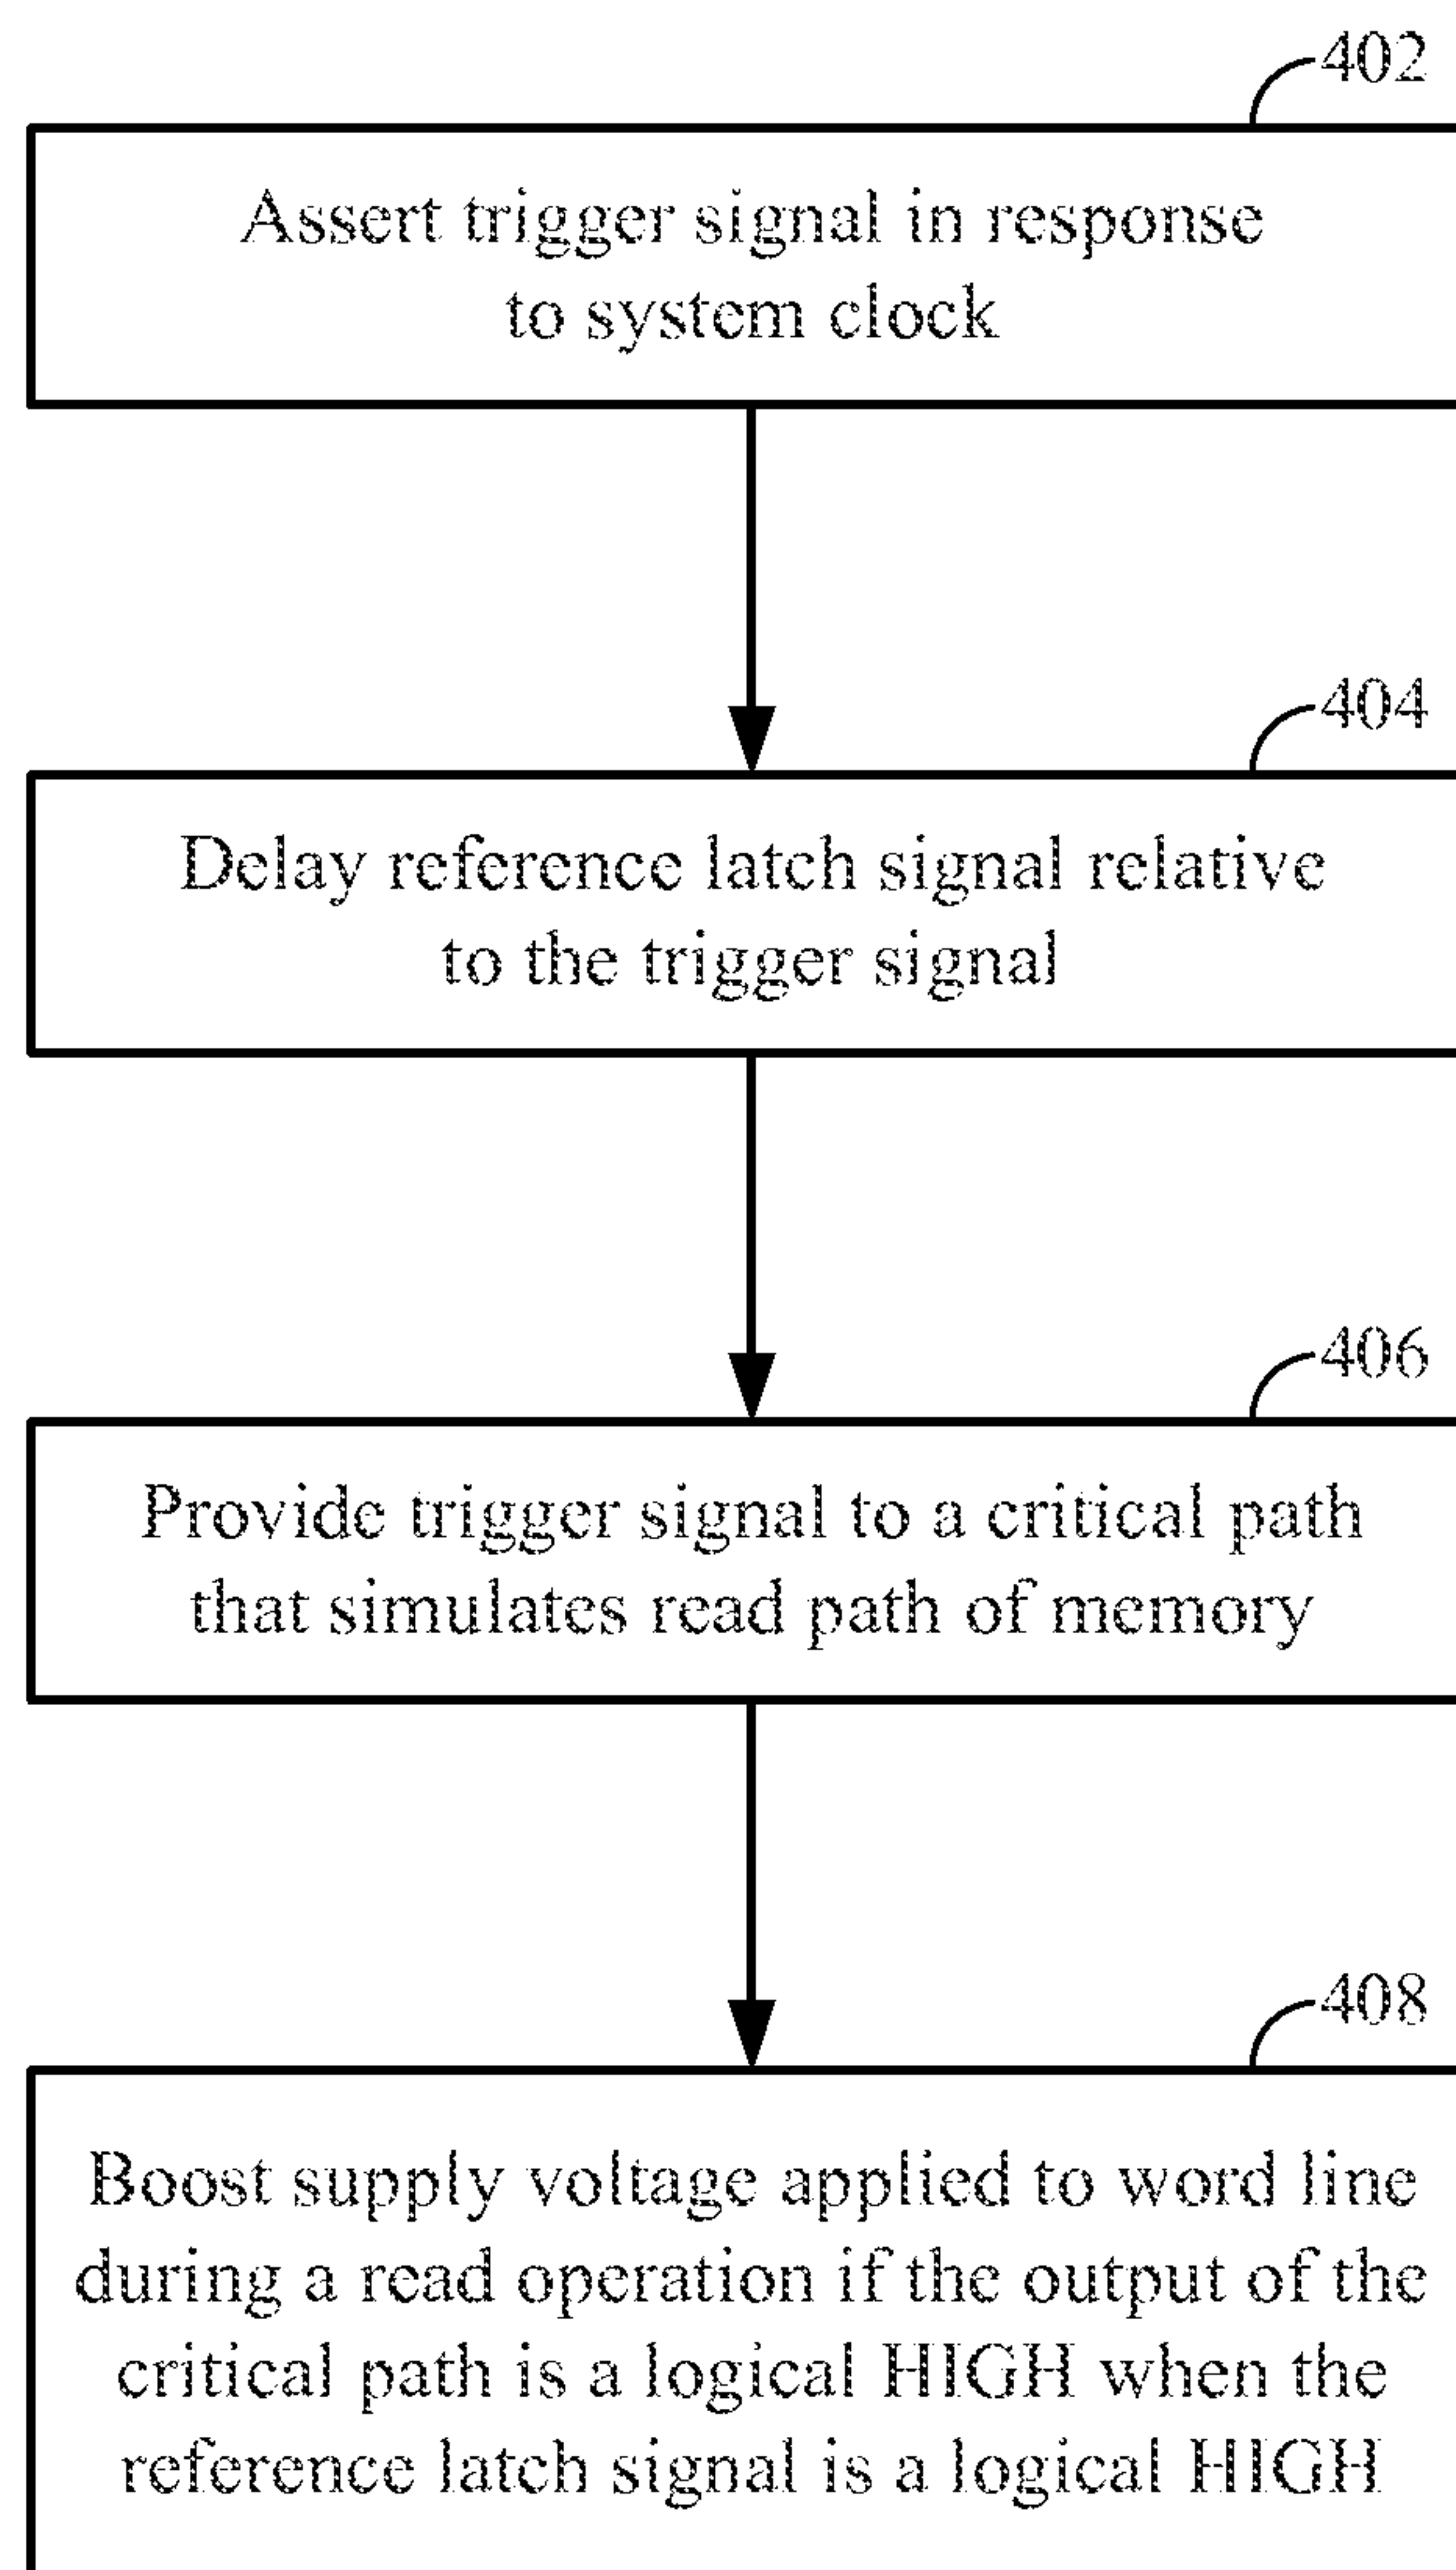 402
Assert trigger signal in response
to system clock
404
Delay reference latch signal relative
to the trigger signal
406
Provide trigger signal to a critical path
that simulates read path of memory
408
Boost supply voltage applied to word line
during a read operation if the output of the
critical path is a logical HIGH when the
reference latch signal is a logical HIGH